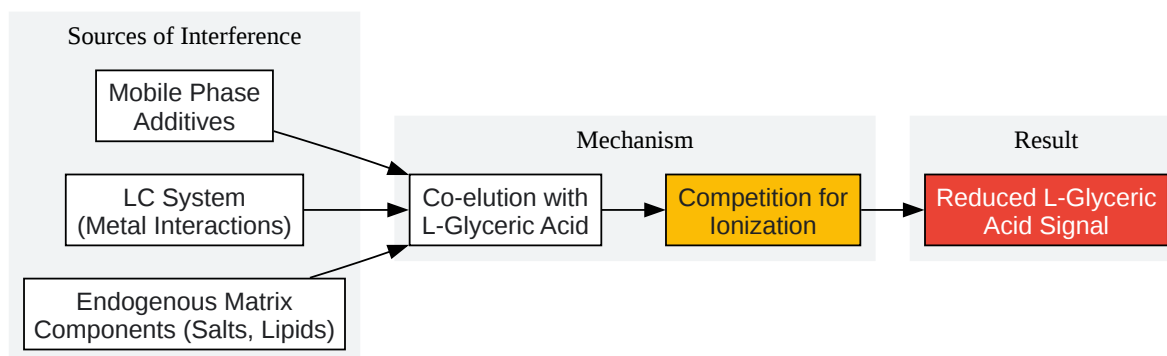 Sources of Interference
Mobile Phase
Additives
LC System
(Metal Interactions)
Endogenous Matrix
Components (Salts, Lipids)
Mechanism
Co-elution with
L-Glyceric Acid
Competition for
Ionization
Result
Reduced L-Glyceric
Acid Signal